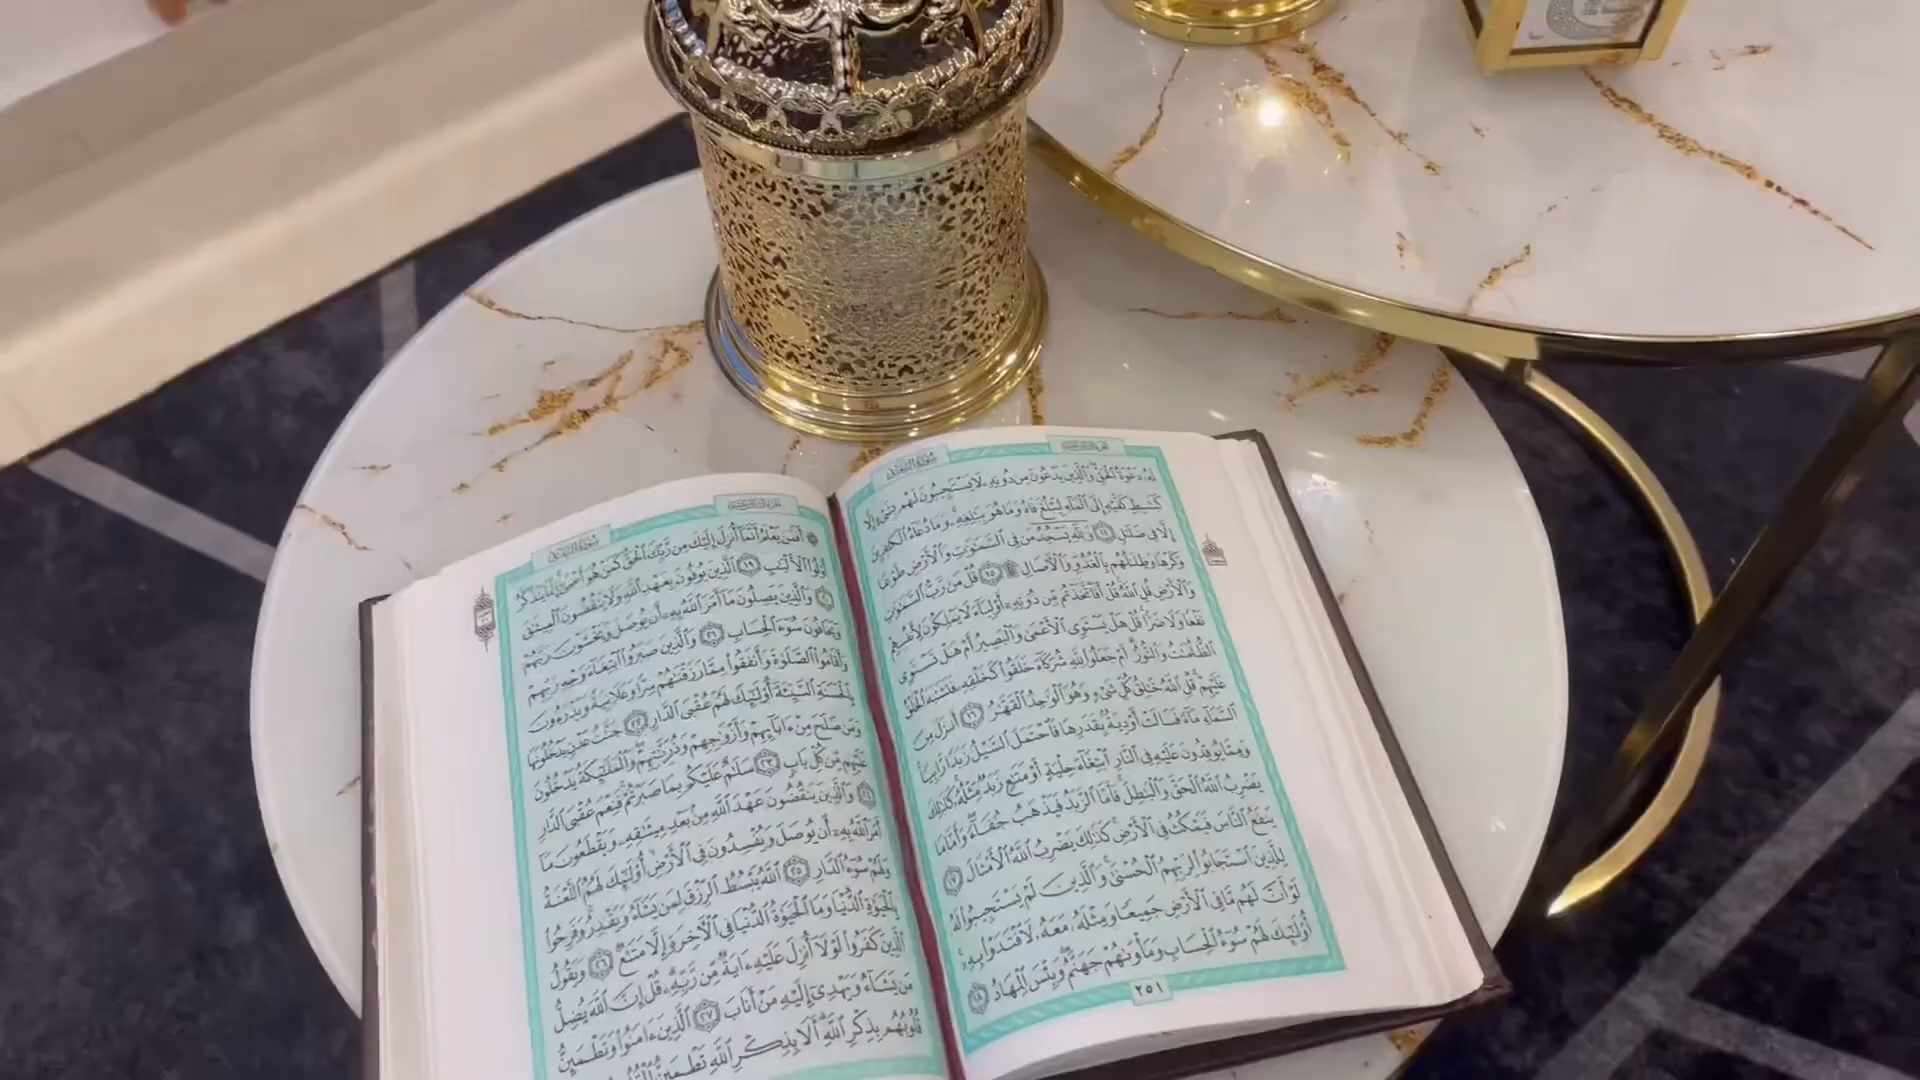 سورة الرعد
له دعوة الحق والذين يدعون من دونه لا يستجيبون لهم بشيء إلا
كبسط كفيه إلى الماء ليبلغ فاه وما هو ببلغه وما دعاء الكفرين
إلا في ضلل ١٤ ولله يسجد من في السموت والأرض طوعا
وكرها وظللهم بالغدو والأصال ۩ ١٥ قل من رب السموت
والأرض قل الله قل أفاتخذتم من دونه أولياء لا يملكون لأنفسهم
نفعا ولا ضرا قل هل يستوي الأعمى والبصير أم هل تستوي
الظلمت والنور أم جعلوا لله شركاء خلقوا كخلقه فتشبه الخلق
عليهم قل الله خلق كل شيء وهو الوحد القهر ١٦ أنزل من
السماء ماء فسالت أودية بقدرها فاحتمل السيل زبدا رابيا
ومما يوقدون عليه في النار ابتغاء حلية أو متع زبد مثله كذلك
يضرب الله الحق والبطل فأما الزبد فيذهب جفاء وأما ما
ينفع الناس فيمكث في الأرض كذلك يضرب الله الأمثال ١٧
للذين استجابوا لربهم الحسنى والذين لم يستجيبوا له
لو أن لهم ما في الأرض جميعا ومثله معه لافتدوا به
أولئك لهم سوء الحساب ومأوىهم جهنم وبئس المهاد ١٨
٢٥١
سورة الرعد
۞ أفمن يعلم أنما أنزل إليك من ربك الحق كمن هو أعمى إنما يتذكر
أولوا الألبب ١٩ الذين يوفون بعهد الله ولا ينقضون الميثق
٢٠ والذين يصلون ما أمر الله به أن يوصل ويخشون ربهم
ويخافون سوء الحساب ٢١ والذين صبروا ابتغاء وجه ربهم
وأقاموا الصلوة وأنفقوا مما رزقنهم سرا وعلانية ويدرءون
بالحسنة السيئة أولئك لهم عقبى الدار ٢٢ جنت عدن يدخلونها
ومن صلح من ءابائهم وأزوجهم وذريتهم والملئكة يدخلون
عليهم من كل باب ٢٣ سلم عليكم بما صبرتم فنعم عقبى الدار
٢٤ والذين ينقضون عهد الله من بعد ميثقه ويقطعون ما
أمر الله به أن يوصل ويفسدون في الأرض أولئك لهم اللعنة
ولهم سوء الدار ٢٥ الله يبسط الرزق لمن يشاء ويقدر وفرحوا
بالحيوة الدنيا وما الحيوة الدنيا في الأخرة إلا متع ٢٦ ويقول
الذين كفروا لولا أنزل عليه ءاية من ربه قل إن الله يضل
من يشاء ويهدي إليه من أناب ٢٧ الذين ءامنوا وتطمئن
قلوبهم بذكر الله ألا بذكر الله تطمئن القلوب